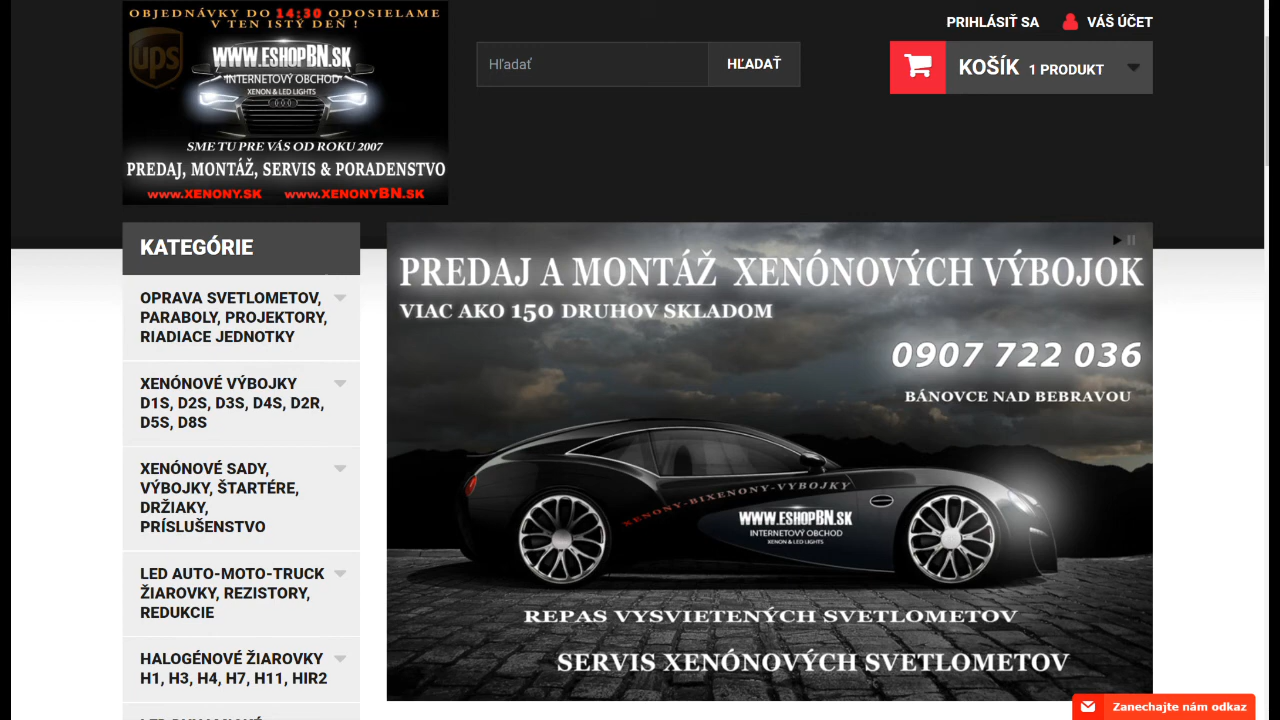 OBJEDNÁVKY DO 14:30 ODOSIELAME
V TEN ISTÝ DEŇ !
ups
WWW.ESHOPBN.SK
INTERNETOVÝ OBCHOD
XENON & LED LIGHTS
SME TU PRE VÁS OD ROKU 2007
PREDAJ, MONTÁŽ, SERVIS & PORADENSTVO
www.XENONY.SK www.XENONYBN.SK
Hľadať
HĽADAŤ
PRIHLÁSIŤ SA
VÁŠ ÚČET
KOŠÍK 1 PRODUKT
KATEGÓRIE
OPRAVA SVETLOMETOV,
PARABOLY, PROJEKTORY,
RIADIACE JEDNOTKY
XENÓNOVÉ VÝBOJKY
D1S, D2S, D3S, D4S, D2R,
D5S, D8S
XENÓNOVÉ SADY,
VÝBOJKY, ŠTARTÉRE,
DRŽIAKY,
PRÍSLUŠENSTVO
LED AUTO-MOTO-TRUCK
ŽIAROVKY, REZISTORY,
REDUKCIE
HALOGÉNOVÉ ŽIAROVKY
H1, H3, H4, H7, H11, HIR2
PREDAJ A MONTÁŽ XENÓNOVÝCH VÝBOJOK
VIAC AKO 150 DRUHOV SKLADOM
0907 722 036
BÁNOVCE NAD BEBRAVOU
XENONY-BIXENONY-VYBOJKY
WWW.ESHOPBN.SK
INTERNETOVÝ OBCHOD
XENON & LED LIGHTS
REPAS VYSVIETENÝCH SVETLOMETOV
SERVIS XENÓNOVÝCH SVETLOMETOV
Zanechajte nám odkaz